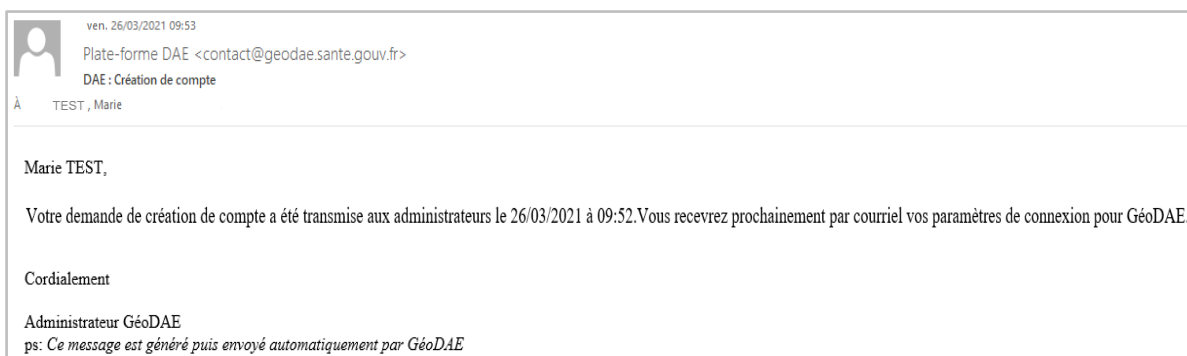 ven. 26/03/2021 09:53
Plate-forme DAE <contact@geodae.sante.gouv.fr>
DAE : Création de compte
À TEST , Marie
Marie TEST,
Votre demande de création de compte a été transmise aux administrateurs le 26/03/2021 à 09:52.Vous recevrez prochainement par courriel vos paramètres de connexion pour GéoDAE.
Cordialement
Administrateur GéoDAE
ps: Ce message est généré puis envoyé automatiquement par GéoDAE